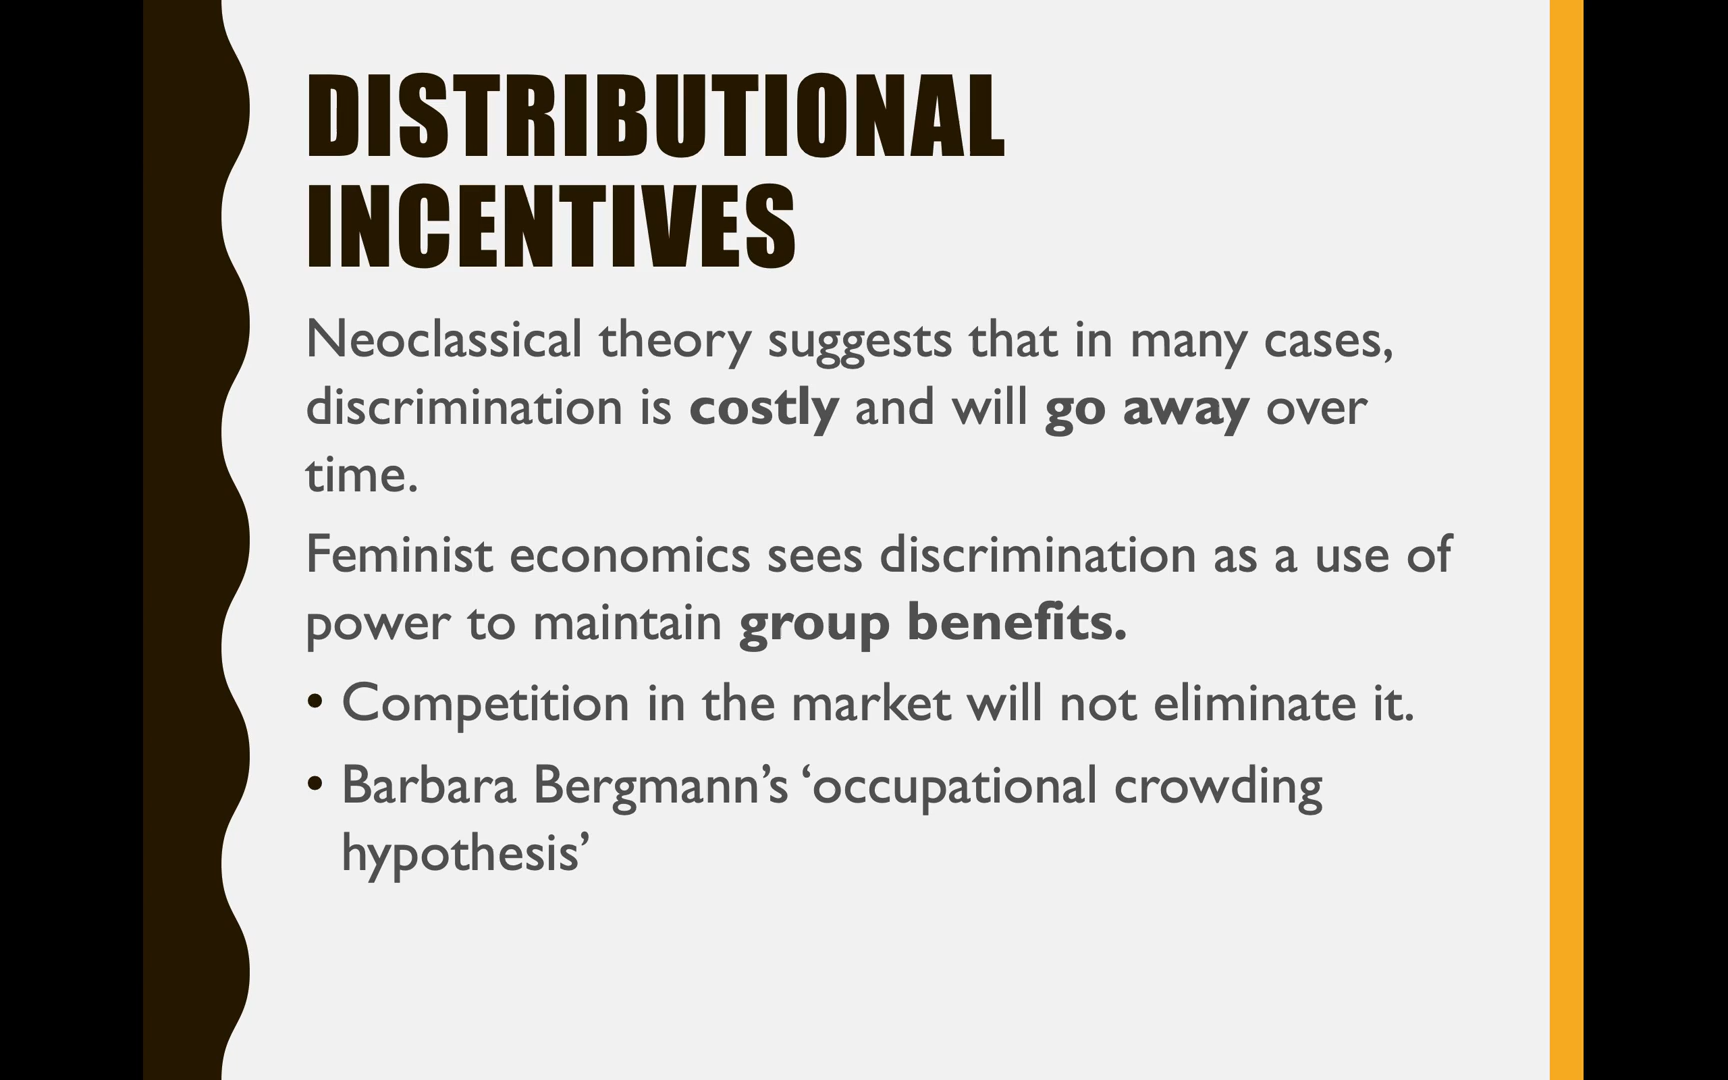 DISTRIBUTIONAL
INCENTIVES
Neoclassical theory suggests that in many cases,
discrimination is costly and will go away over
time.
Feminist economics sees discrimination as a use of
power to maintain group benefits.
• Competition in the market will not eliminate it.
• Barbara Bergmann’s ‘occupational crowding
hypothesis’